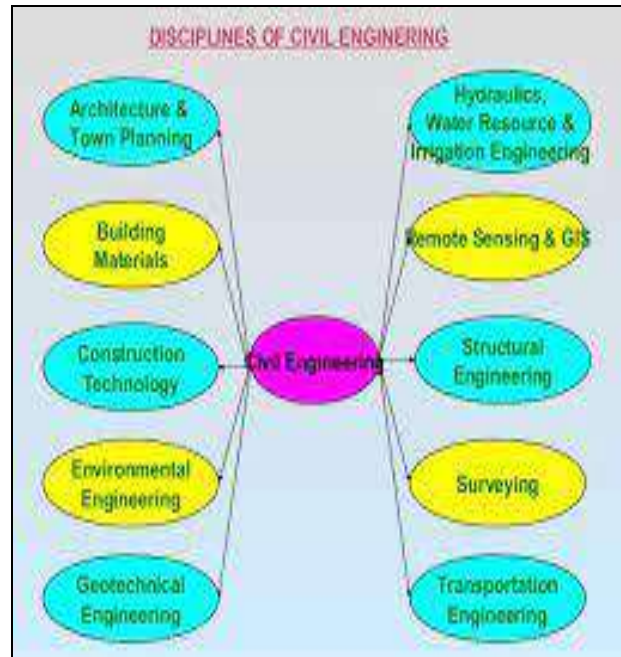 DISCIPLINES OF CIVIL ENGINERING
Architecture &
Town Planning
Building
Materials
Construction
Technology
Environmental
Engineering
Geotechnical
Engineering
Civil Engineering
Hydraulics,
Water Resource &
Irrigation Engineering
Remote Sensing & GIS
Structural
Engineering
Surveying
Transportation
Engineering